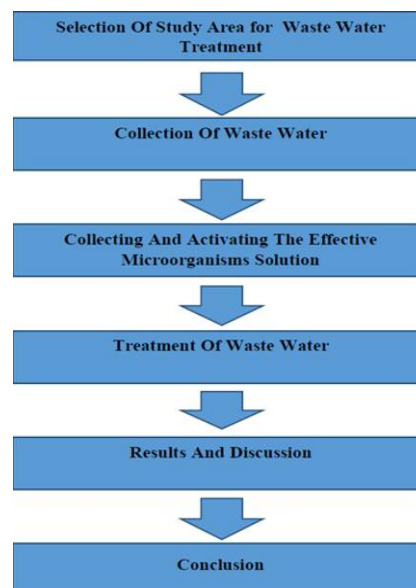 Selection Of Study Area for Waste Water
Treatment
Collection Of Waste Water
Collecting And Activating The Effective
Microorganisms Solution
Treatment Of Waste Water
Results And Discussion
Conclusion